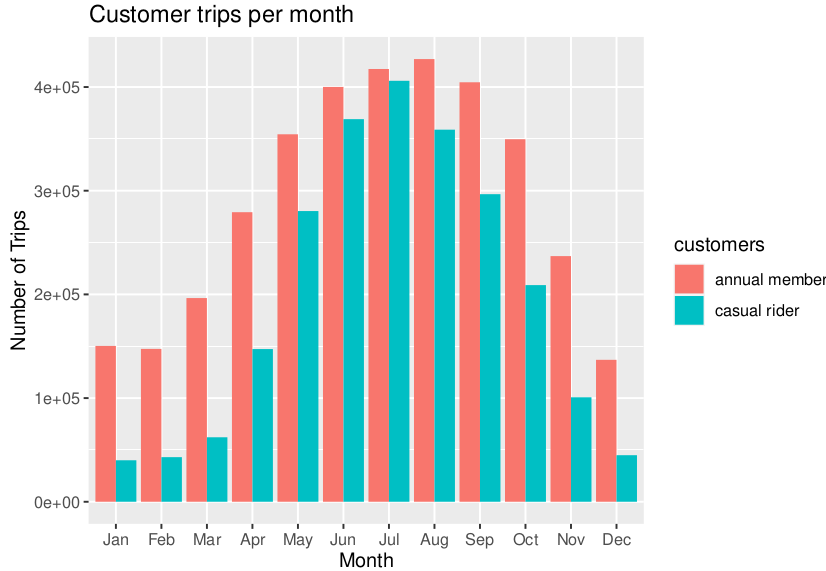 Customer trips per month
Number of Trips
4e+05
3e+05
2e+05
1e+05
0e+00
Jan Feb Mar Apr May Jun Jul Aug Sep Oct Nov Dec
Month
customers
annual member
casual rider